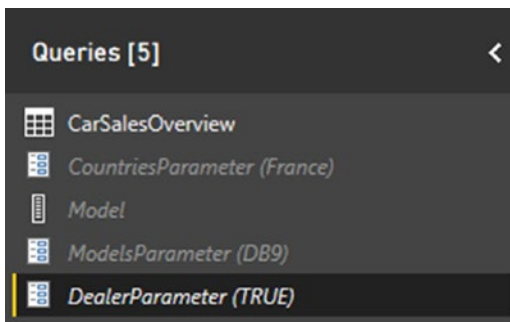 Queries [5]
CarSalesOverview
CountriesParameter (France)
Model
ModelsParameter (DB9)
DealerParameter (TRUE)